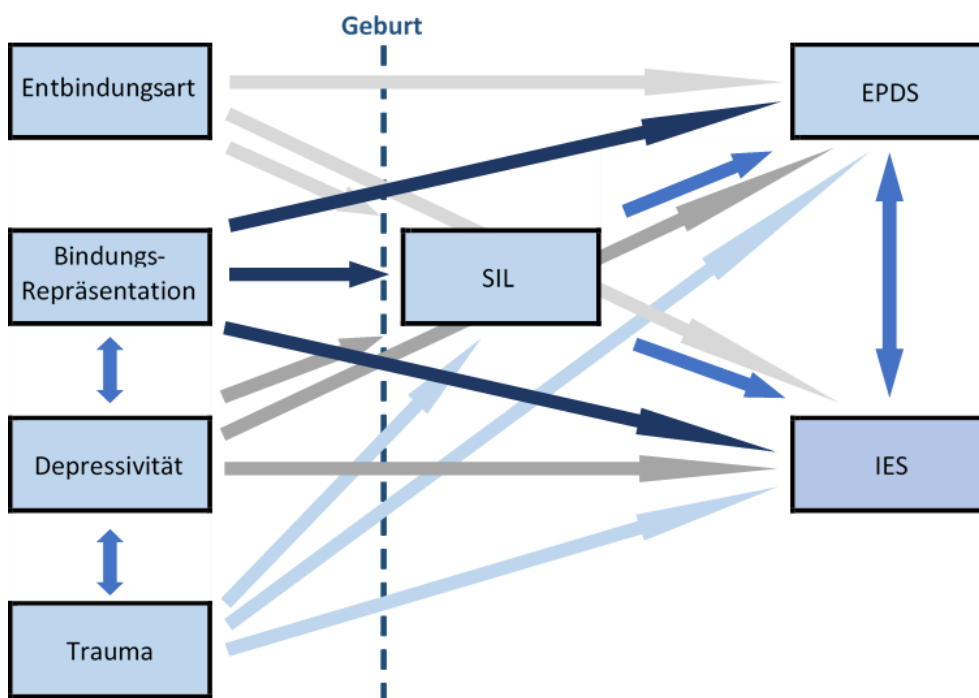 Geburt
Entbindungsart
EPDS
Bindungs-
Repräsentation
SIL
Depressivität
IES
Trauma